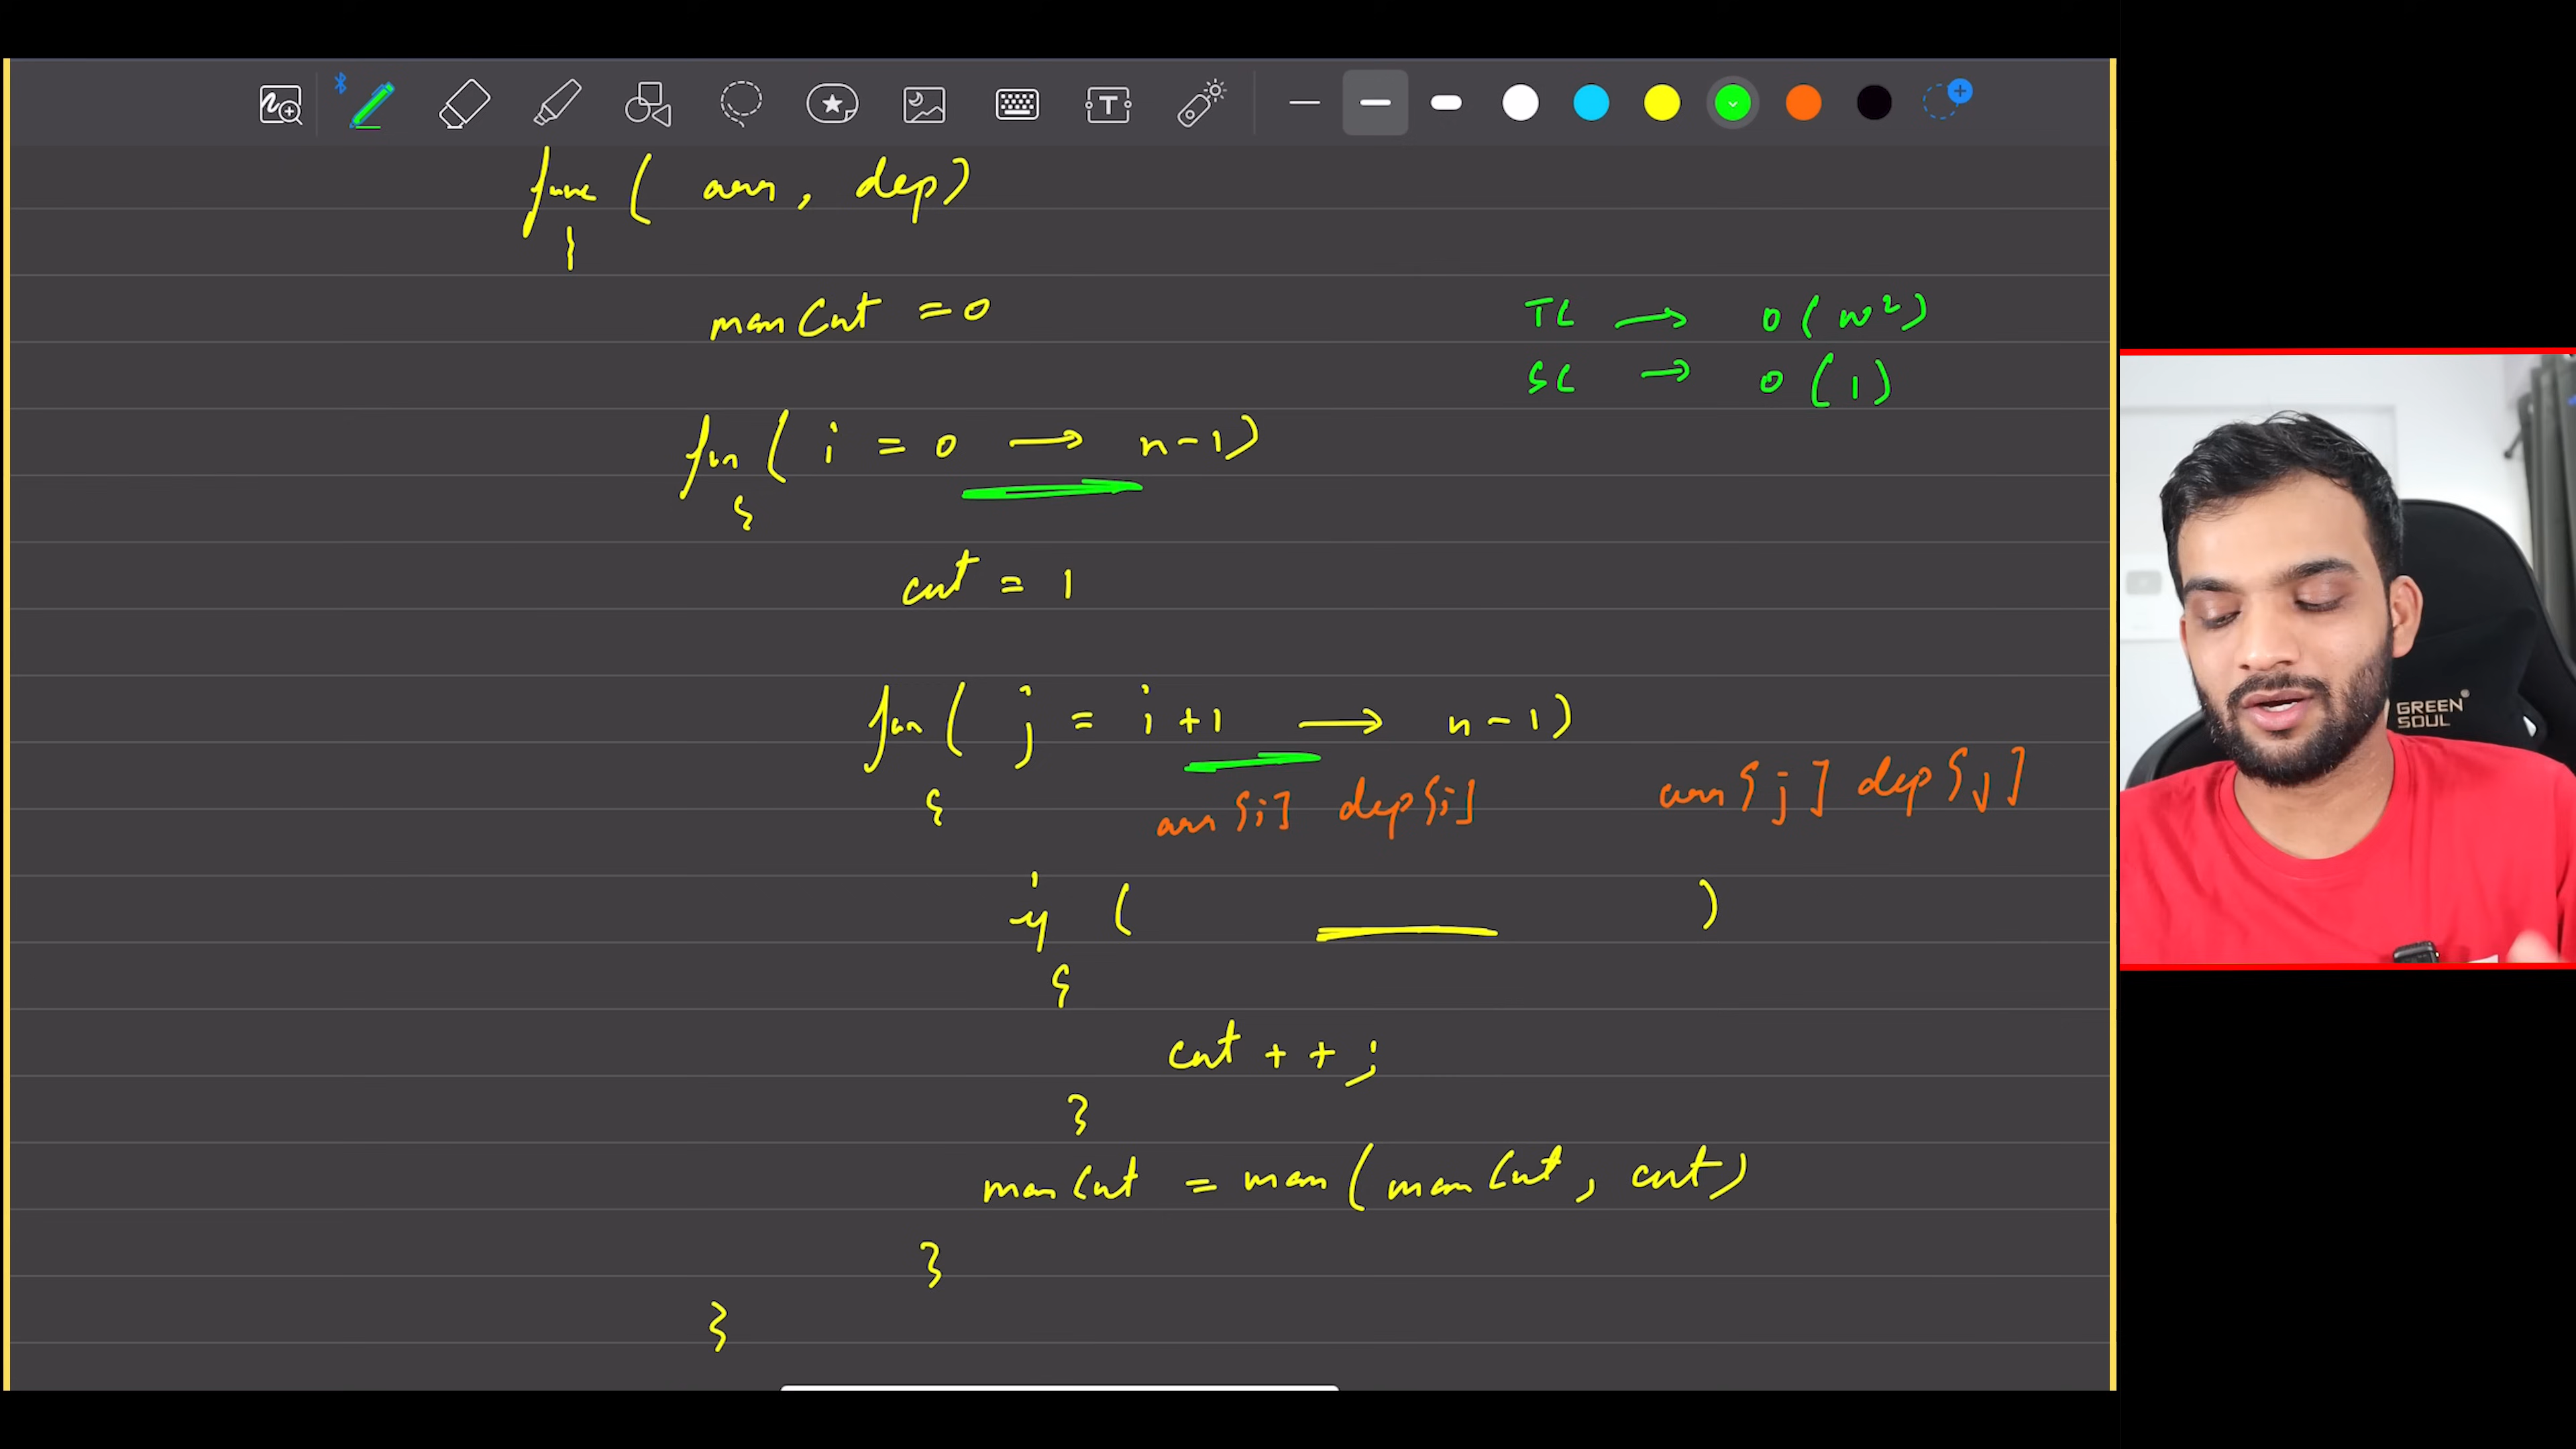 func ( arr, dep)
{
maxCnt = 0
TC → O(N²)
SC → O(1)
for ( i = 0 → n-1)
{
cnt = 1
for ( j = i+1 → n-1)
{
arr[i] dep[i] arr[j] dep[j]
if ( )
{
cnt++;
}
maxCnt = max(maxCnt, cnt)
}
}
GREEN
SOUL
T